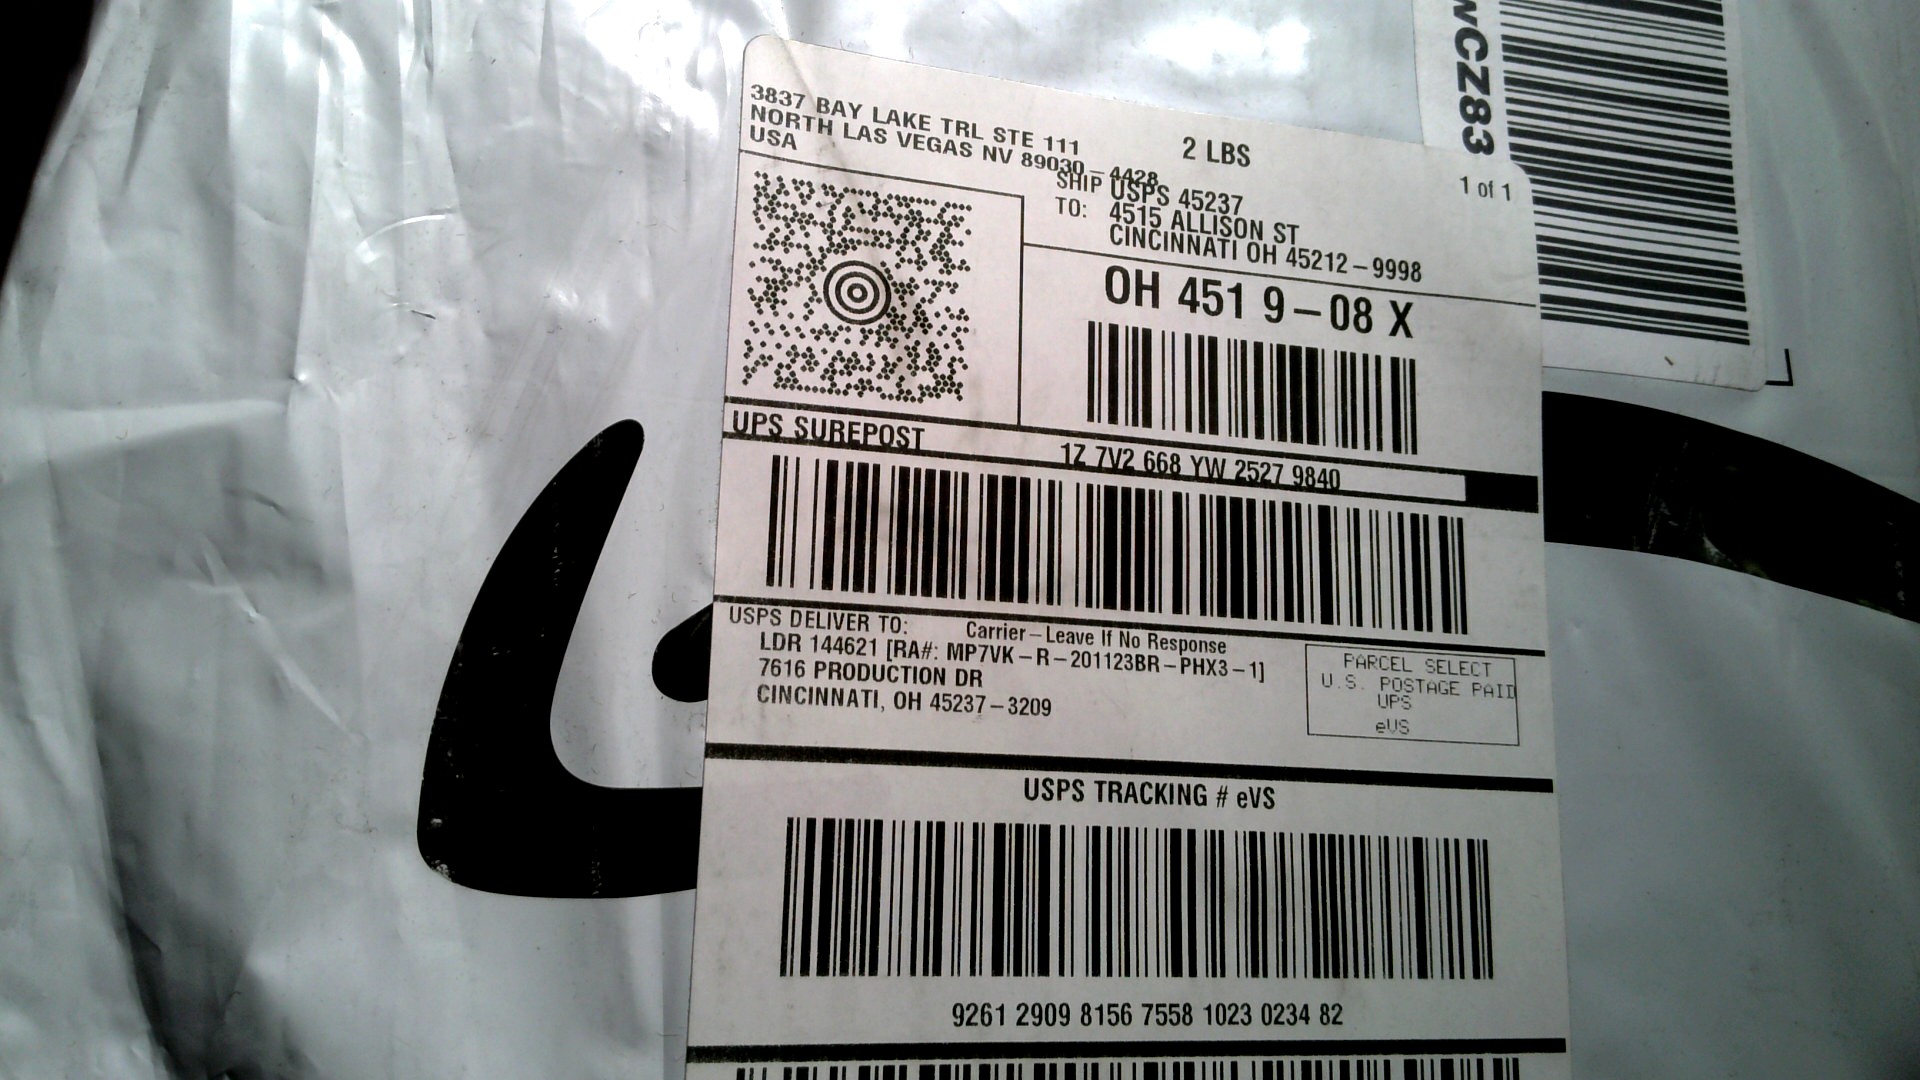 3837 BAY LAKE TRL STE 111
NORTH LAS VEGAS NV 89030-4428
USA
2 LBS
1 of 1
SHIP TO:
USPS 45237
4515 ALLISON ST
CINCINNATI OH 45212-9998
OH 451 9-08 X
UPS SUREPOST
1Z 7V2 668 YW 2527 9840
USPS DELIVER TO:
Carrier-Leave If No Response
LDR 144621 [RA#: MP7VK-R-201123BR-PHX3-1]
7616 PRODUCTION DR
CINCINNATI, OH 45237-3209
PARCEL SELECT
U.S. POSTAGE PAID
UPS
eVS
USPS TRACKING # eVS
9261 2909 8156 7558 1023 0234 82
wCZ83